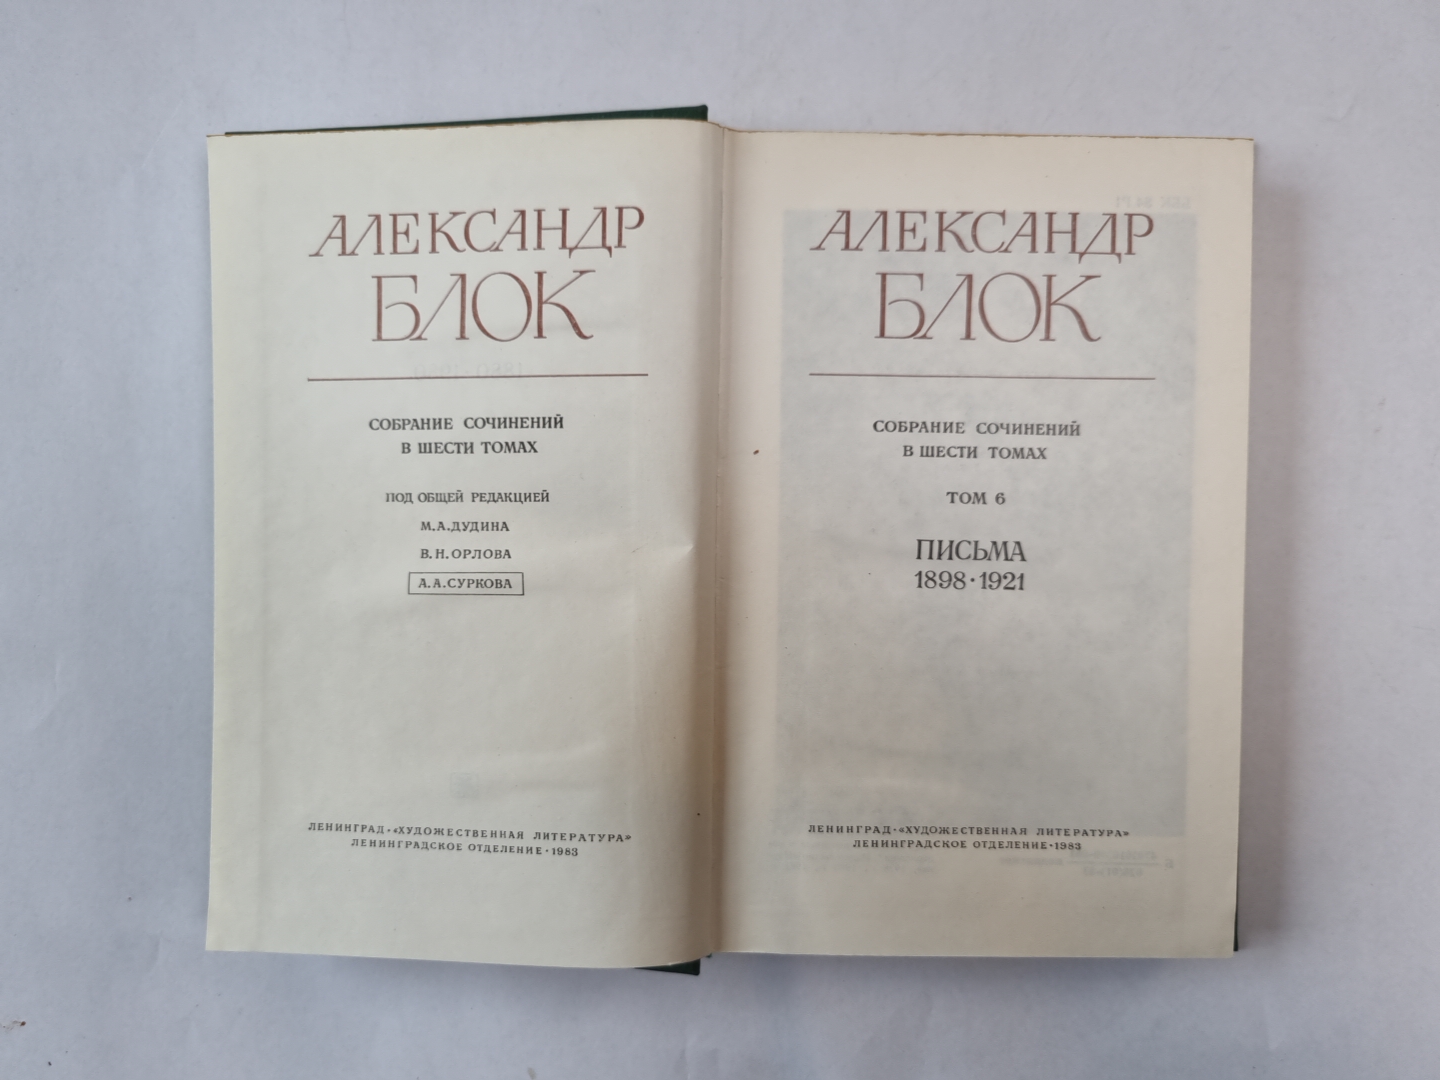 АЛЕКСАНДР
БЛОК
СОБРАНИЕ СОЧИНЕНИЙ
В ШЕСТИ ТОМАХ
ПОД ОБЩЕЙ РЕДАКЦИЕЙ
М.А.ДУДИНА
В.Н.ОРЛОВА
А.А.СУРКОВА
ЛЕНИНГРАД·«ХУДОЖЕСТВЕННАЯ ЛИТЕРАТУРА»
ЛЕНИНГРАДСКОЕ ОТДЕЛЕНИЕ·1983
АЛЕКСАНДР
БЛОК
СОБРАНИЕ СОЧИНЕНИЙ
В ШЕСТИ ТОМАХ
ТОМ 6
ПИСЬМА
1898·1921
ЛЕНИНГРАД·«ХУДОЖЕСТВЕННАЯ ЛИТЕРАТУРА»
ЛЕНИНГРАДСКОЕ ОТДЕЛЕНИЕ·1983